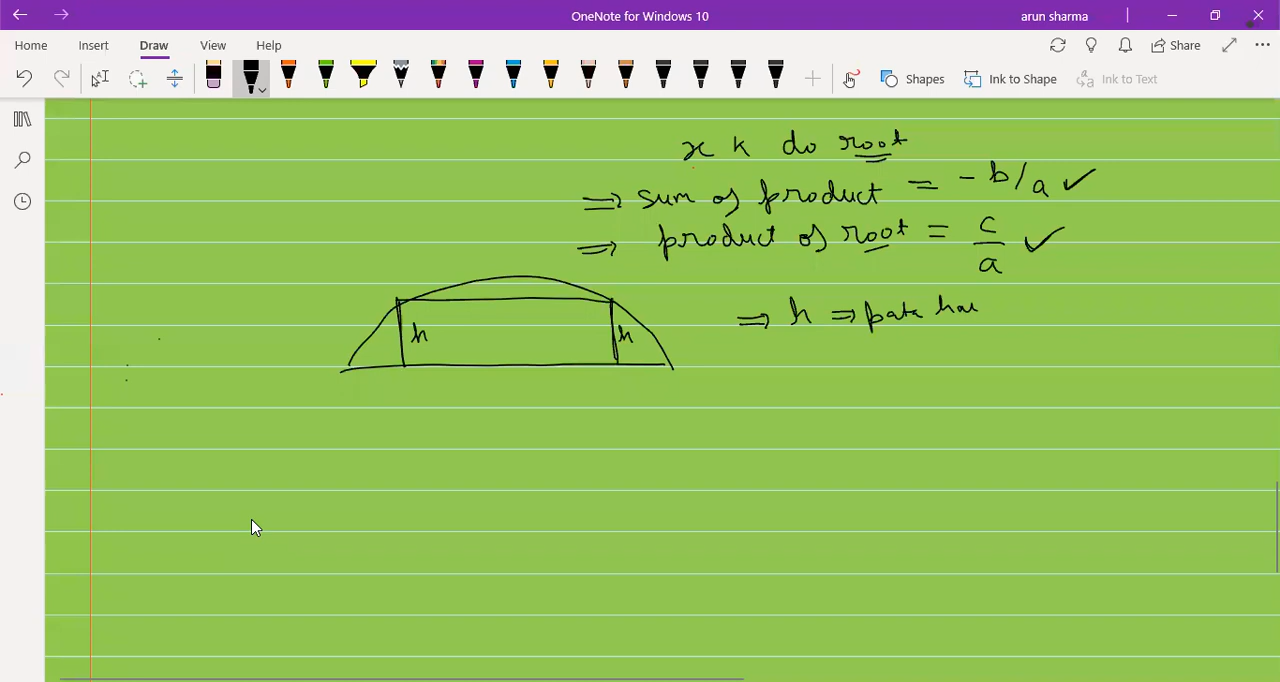 OneNote for Windows 10
arun sharma
Home Insert Draw View Help
Share
Shapes Ink to Shape Ink to Text
x k do root
⇒ sum of product = - b/a ✓
⇒ product of root = c/a ✓
⇒ h ⇒ pata hai
h h